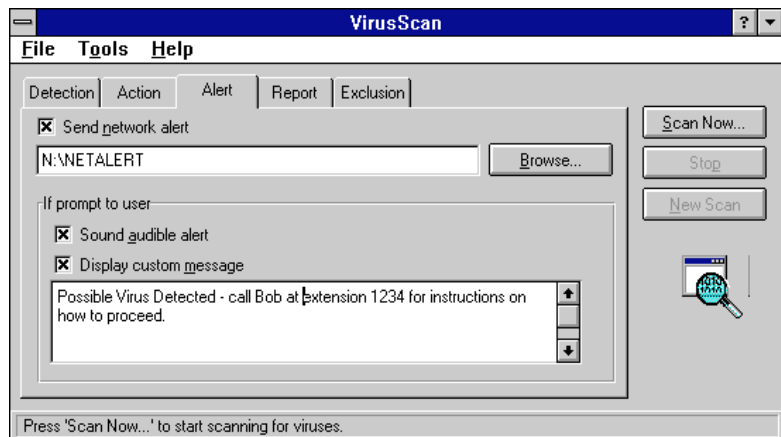 VirusScan
?
File Tools Help
Detection Action Alert Report Exclusion
Send network alert
N:\NETALERT
Browse...
If prompt to user
Sound audible alert
Display custom message
Possible Virus Detected - call Bob at extension 1234 for instructions on
how to proceed.
Scan Now...
Stop
New Scan
Press 'Scan Now...' to start scanning for viruses.